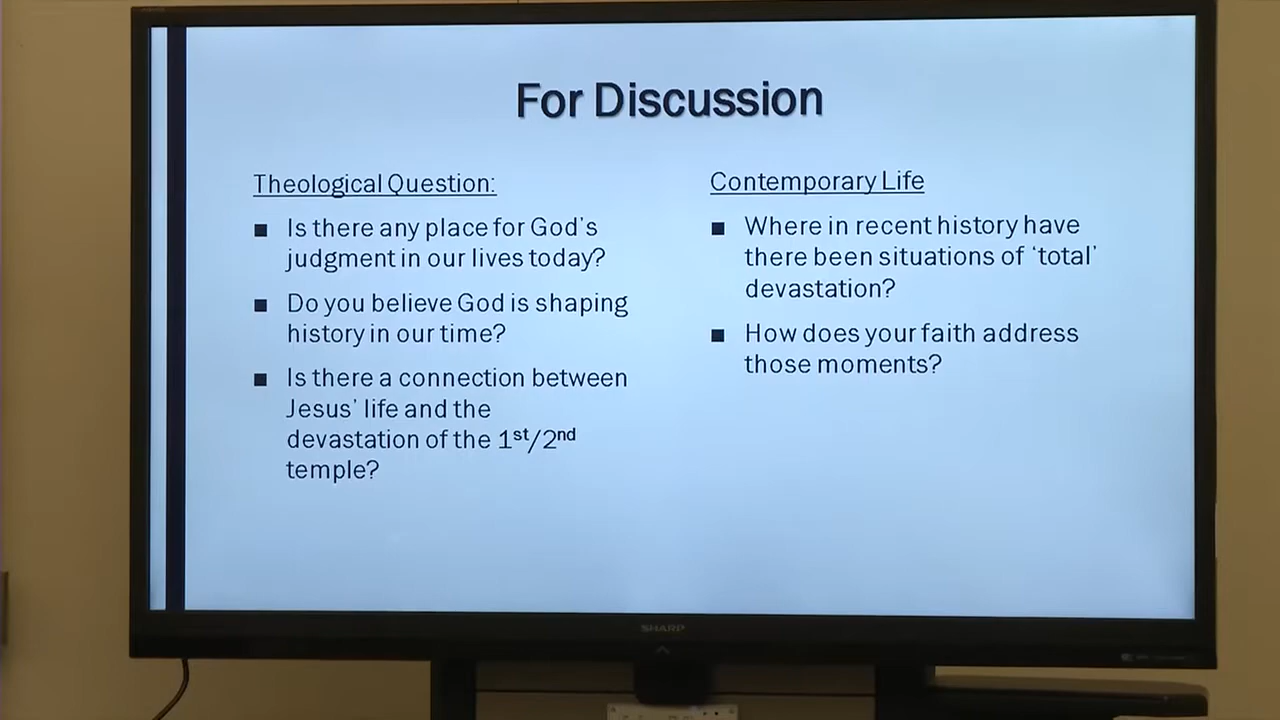 For Discussion
Theological Question:
■ Is there any place for God's
judgment in our lives today?
■ Do you believe God is shaping
history in our time?
■ Is there a connection between
Jesus' life and the
devastation of the 1st/2nd
temple?
Contemporary Life
■ Where in recent history have
there been situations of 'total'
devastation?
■ How does your faith address
those moments?
SHARP